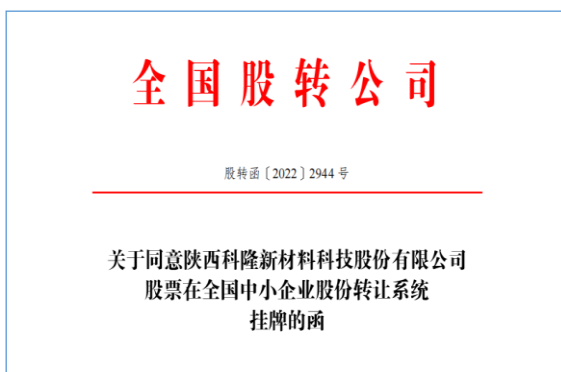 全国股转公司
股转函〔2022〕2944 号
关于同意陕西科隆新材料科技股份有限公司
股票在全国中小企业股份转让系统
挂牌的函